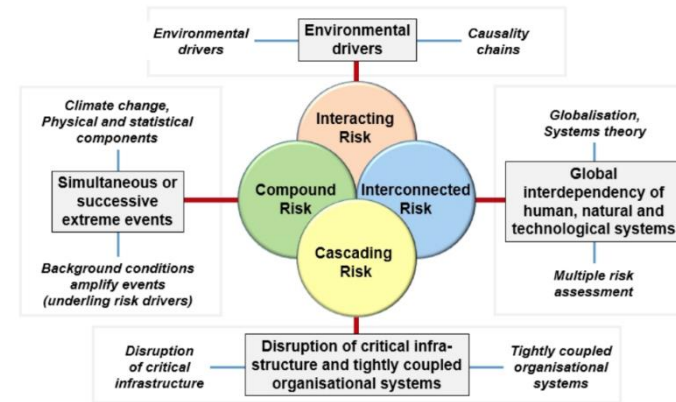 Environmental
drivers
Environmental
drivers
Causality
chains
Climate change,
Physical and statistical
components
Simultaneous or
successive
extreme events
Background conditions
amplify events
(underling risk drivers)
Interacting
Risk
Compound
Risk
Interconnected
Risk
Cascading
Risk
Globalisation,
Systems theory
Global
interdependency of
human, natural and
technological systems
Multiple risk
assessment
Disruption
of critical
infrastructure
Disruption of critical infra-
structure and tightly coupled
organisational systems
Tightly coupled
organisational
systems